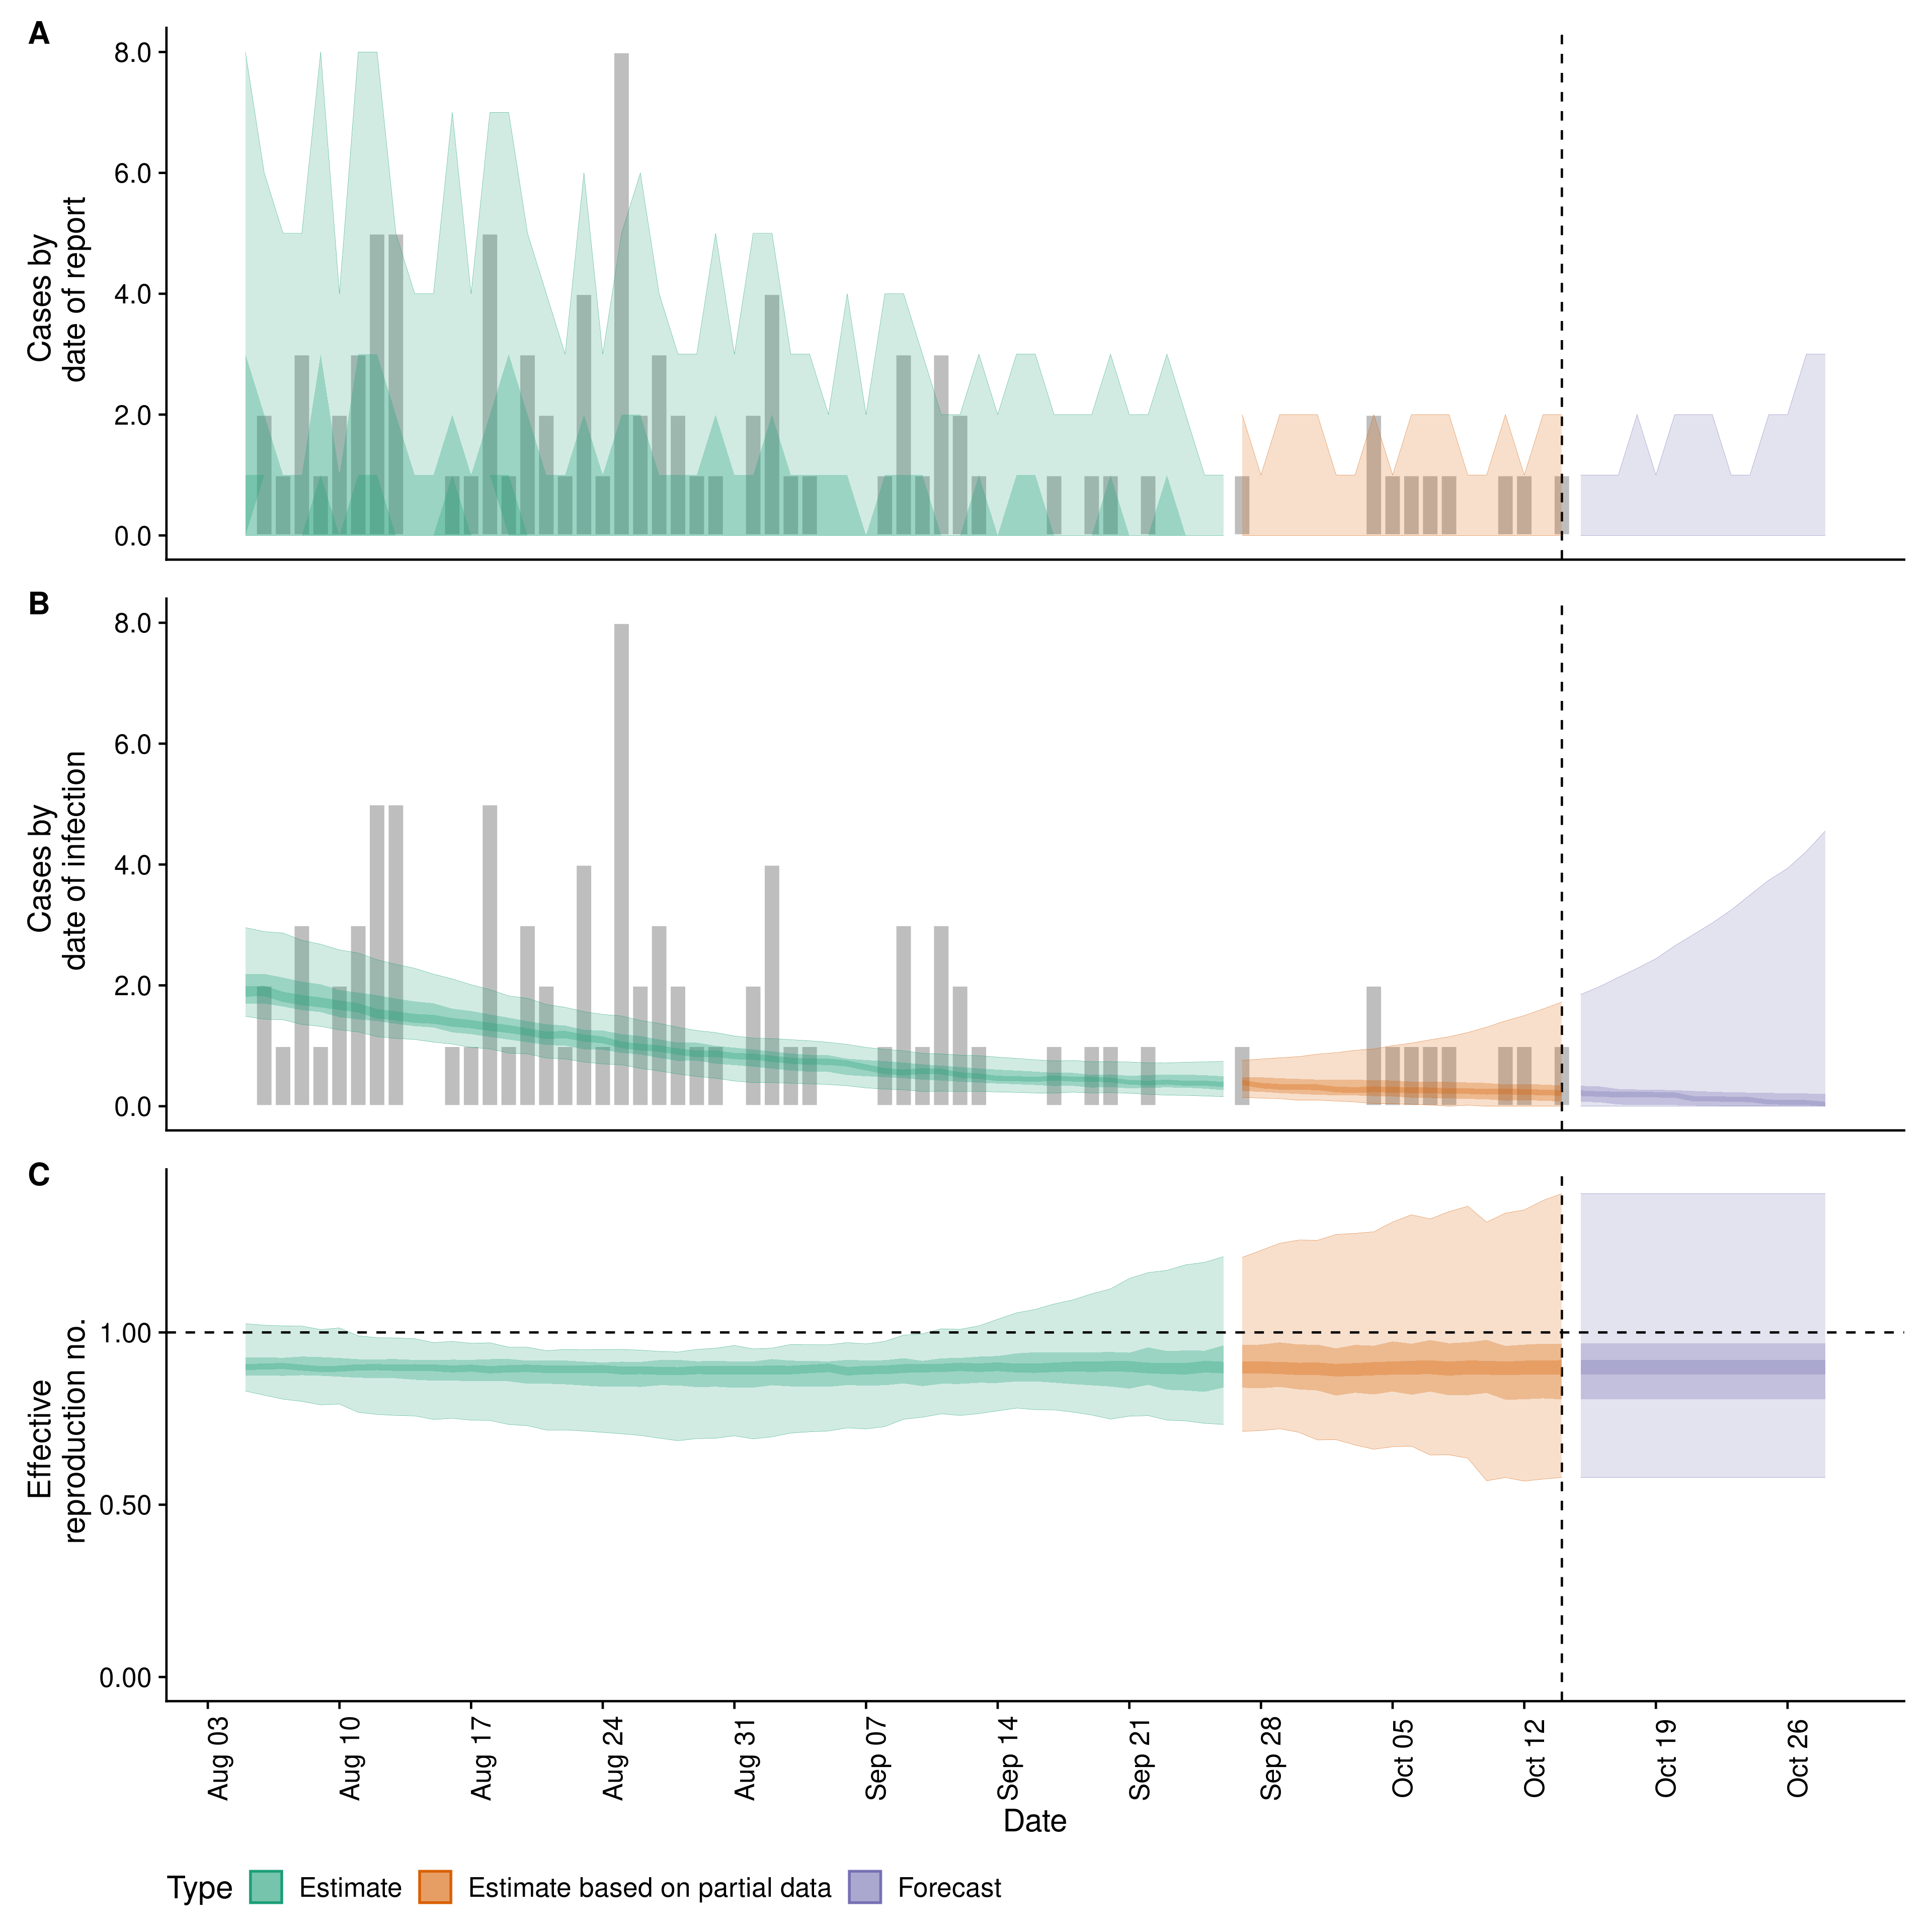 A
8.0
6.0
4.0
2.0
0.0
Cases by
date of report
B
8.0
6.0
4.0
2.0
0.0
Cases by
date of infection
C
1.00
0.50
0.00
Effective
reproduction no.
Aug 03
Aug 10
Aug 17
Aug 24
Aug 31
Sep 07
Sep 14
Sep 21
Sep 28
Oct 05
Oct 12
Oct 19
Oct 26
Date
Type Estimate Estimate based on partial data Forecast